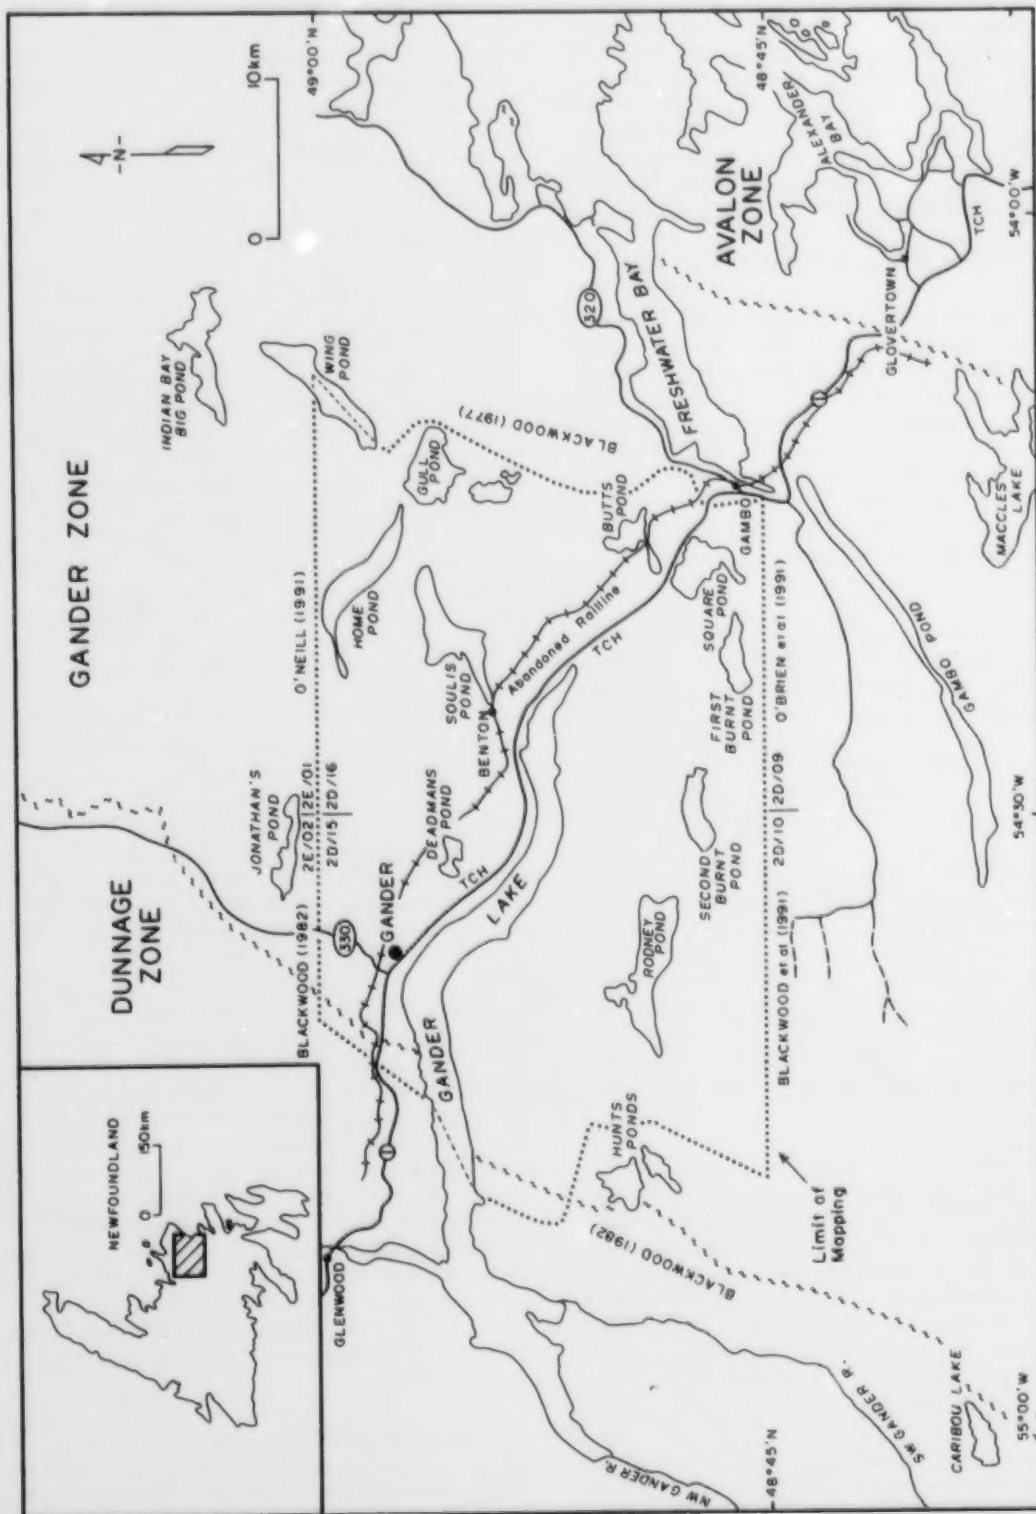 NEWFOUNDLAND
0 150km
DUNNAGE
ZONE
GANDER ZONE
-N-
0 10km
49°00'N
INDIAN BAY
BIG POND
JONATHAN'S
POND
WING
POND
BLACKWOOD (1982)
2E/02 2E/01
2D/15 2D/16
O'NEILL (1991)
330
GLENWOOD
1
GANDER
DEADMANS
POND
HOME
POND
GULL
POND
SOULIS
POND
BENTON
TCH
GANDER
LAKE
Abandoned Railline
TCH
BUTTS
POND
BLACKWOOD (1977)
320
FRESHWATER BAY
HUNTS
PONDS
RODNEY
POND
SECOND
BURNT
POND
FIRST
BURNT
POND
SQUARE
POND
GAMBO
AVALON
ZONE
48°45'N
NW GANDER R.
48°45'N
BLACKWOOD (1982)
Limit of
Mapping
BLACKWOOD et al (1991)
2D/10 2D/09
O'BRIEN et al (1991)
1
ALEXANDER
BAY
SW GANDER R.
GAMBO POND
GLOVERTOWN
TCH
CARIBOU LAKE
MACCLES
LAKE
55°00'W
54°30'W
54°00'W